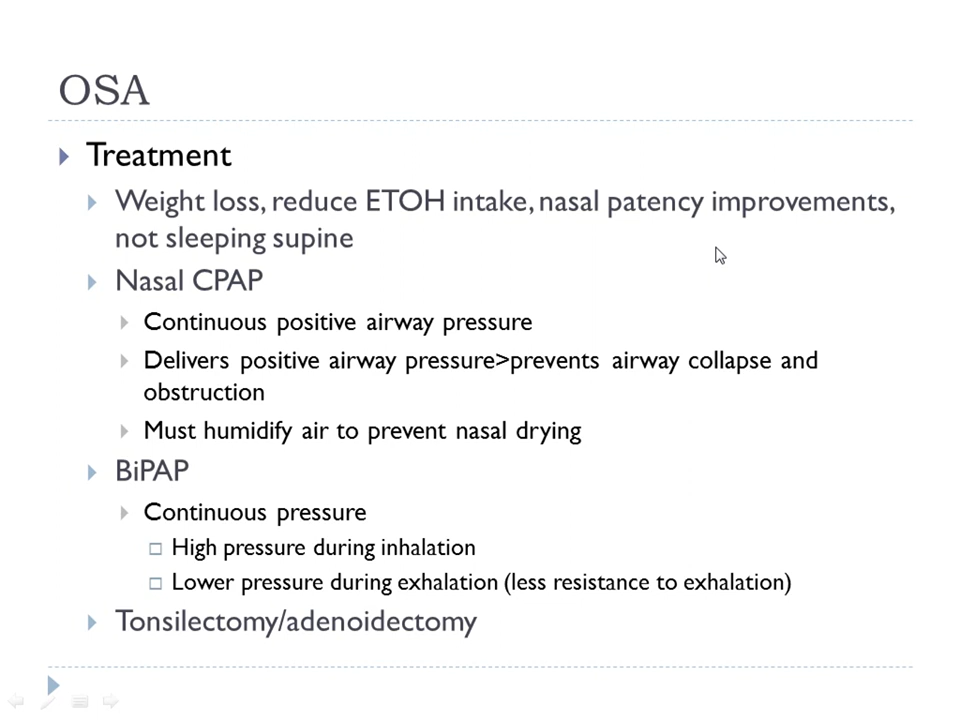 OSA
Treatment
Weight loss, reduce ETOH intake, nasal patency improvements,
not sleeping supine
Nasal CPAP
Continuous positive airway pressure
Delivers positive airway pressure>prevents airway collapse and
obstruction
Must humidify air to prevent nasal drying
BiPAP
Continuous pressure
High pressure during inhalation
Lower pressure during exhalation (less resistance to exhalation)
Tonsilectomy/adenoidectomy